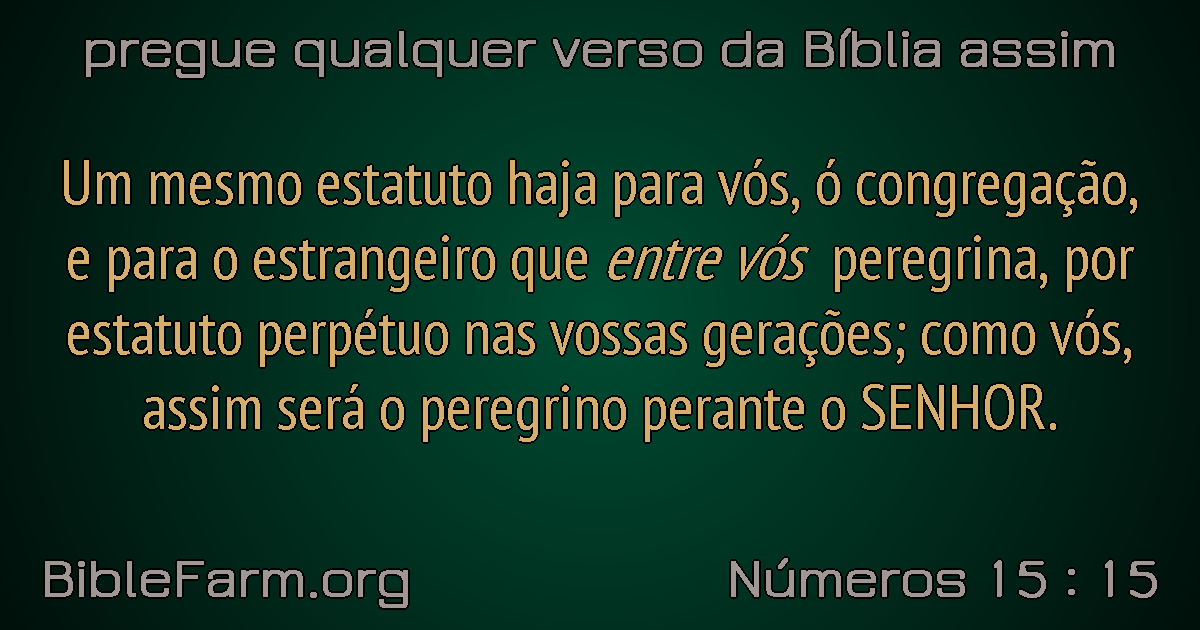 pregue qualquer verso da Bíblia assim
Um mesmo estatuto haja para vós, ó congregação,
e para o estrangeiro que entre vós peregrina, por
estatuto perpétuo nas vossas gerações; como vós,
assim será o peregrino perante o SENHOR.
BibleFarm.org
Números 15 : 15